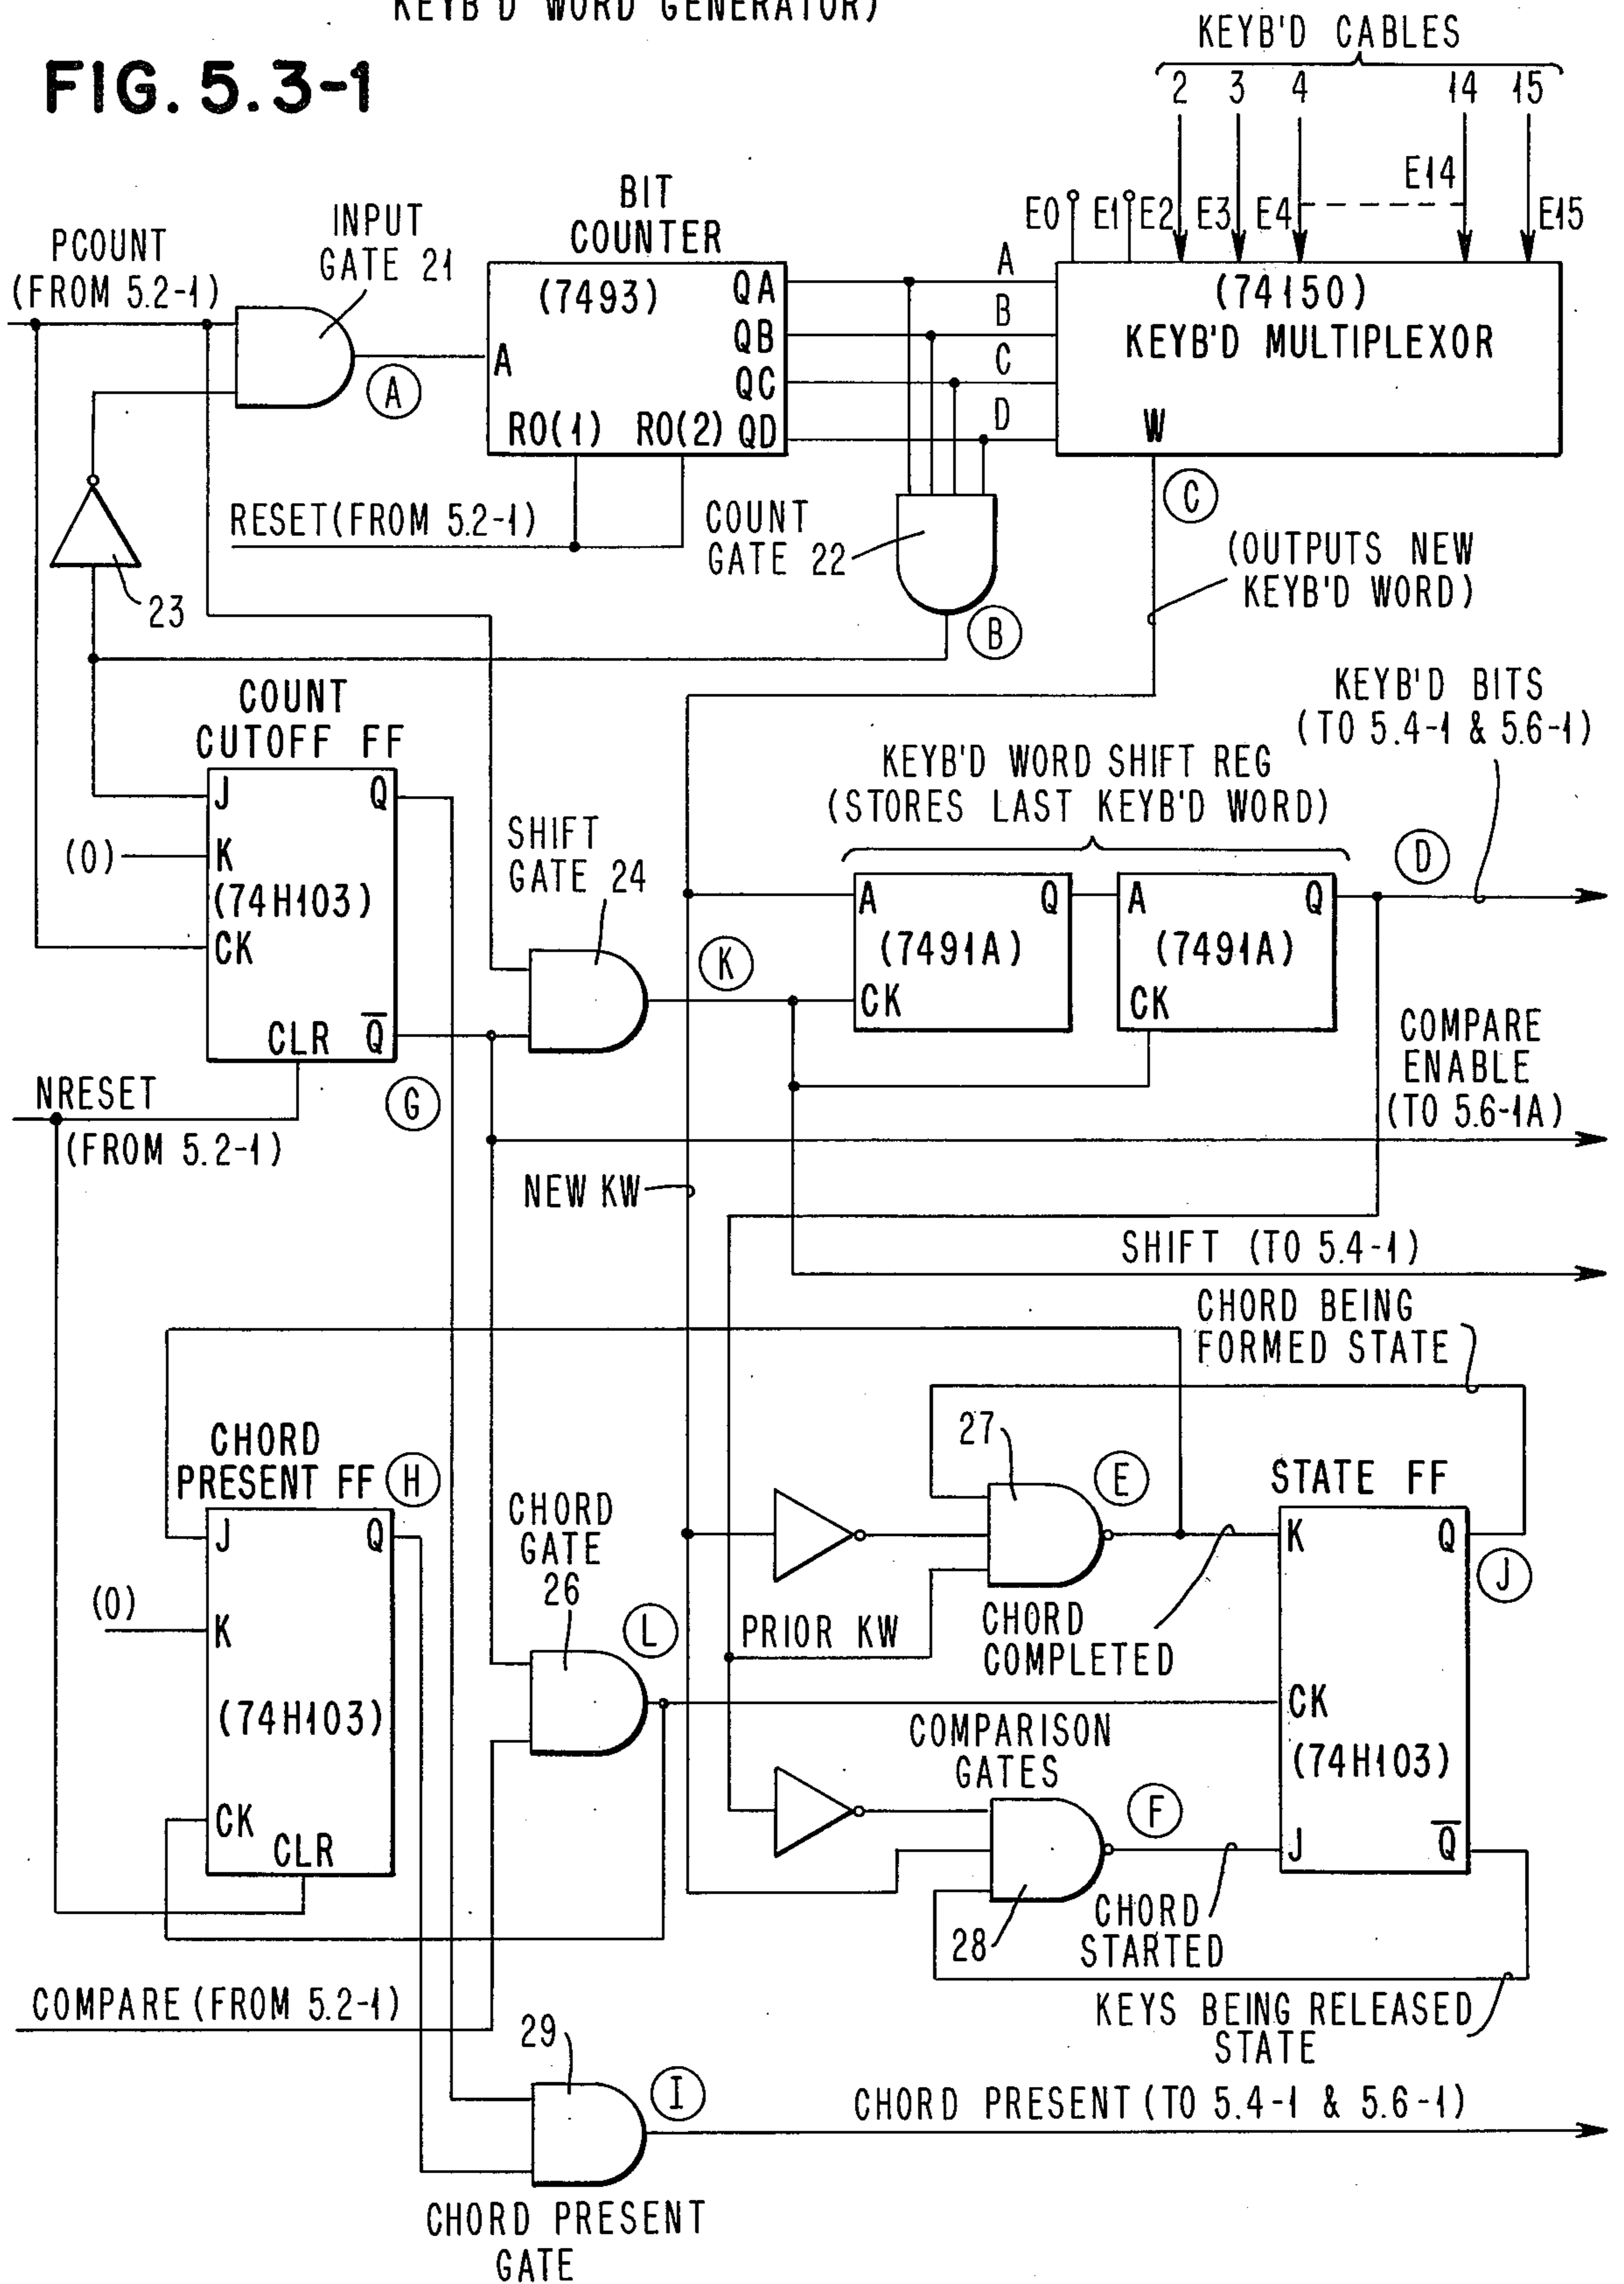 KEYB'D WORD GENERATOR)
FIG. 5.3-1
KEYB'D CABLES
2 3 4 14 15
E14
E0 E1 E2 E3 E4 E15
BIT
COUNTER
INPUT
GATE 21
PCOUNT
(FROM 5.2-1)
(7493)
A
QA
QB
QC
QD
RO(1) RO(2)
A
B
C
D
(74150)
KEYB'D MULTIPLEXOR
W
A
C
RESET (FROM 5.2-1)
COUNT
GATE 22
(OUTPUTS NEW
KEYB'D WORD)
23
B
COUNT
CUTOFF FF
KEYB'D BITS
(TO 5.4-1 & 5.6-1)
KEYB'D WORD SHIFT REG
(STORES LAST KEYB'D WORD)
J Q
(0) K
(74H103)
CK
CLR Q
SHIFT
GATE 24
D
A Q
(7491A)
CK
A Q
(7491A)
CK
K
G
NRESET
(FROM 5.2-1)
COMPARE
ENABLE
(TO 5.6-1A)
NEW KW
SHIFT (TO 5.4-1)
CHORD BEING
FORMED STATE
CHORD
PRESENT FF
H
J Q
(0)
K
(74H103)
CK
CLR
CHORD
GATE
26
L
27
E
STATE FF
K Q
J
CK
(74H103)
J Q
PRIOR KW
CHORD
COMPLETED
COMPARISON
GATES
F
28
CHORD
STARTED
COMPARE (FROM 5.2-1)
KEYS BEING RELEASED
STATE
29
I
CHORD PRESENT (TO 5.4-1 & 5.6-1)
CHORD PRESENT
GATE